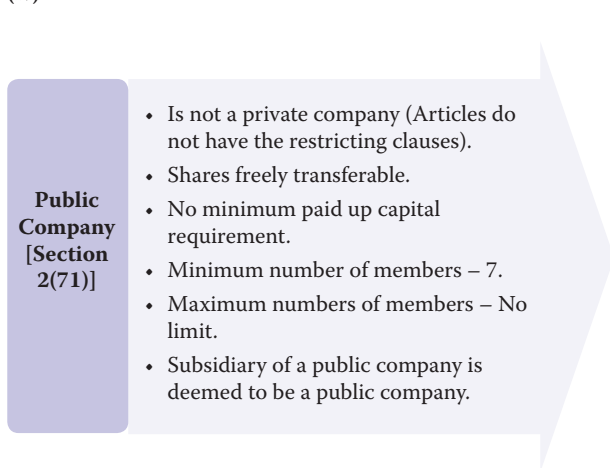 Public
Company
[Section
2(71)]
• Is not a private company (Articles do
not have the restricting clauses).
• Shares freely transferable.
• No minimum paid up capital
requirement.
• Minimum number of members – 7.
• Maximum numbers of members – No
limit.
• Subsidiary of a public company is
deemed to be a public company.